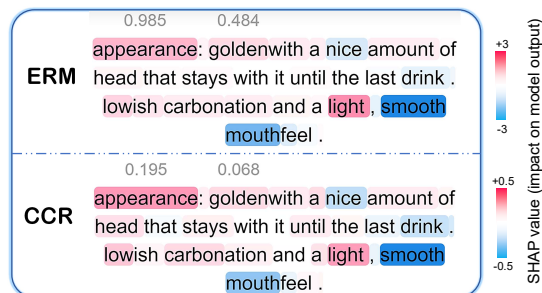 0.985 0.484
ERM
appearance: goldenwith a nice amount of
head that stays with it until the last drink .
lowish carbonation and a light , smooth
mouthfeel .
0.195 0.068
CCR
appearance: goldenwith a nice amount of
head that stays with it until the last drink .
lowish carbonation and a light , smooth
mouthfeel .
+3
-3
+0.5
-0.5
SHAP value (impact on model output)